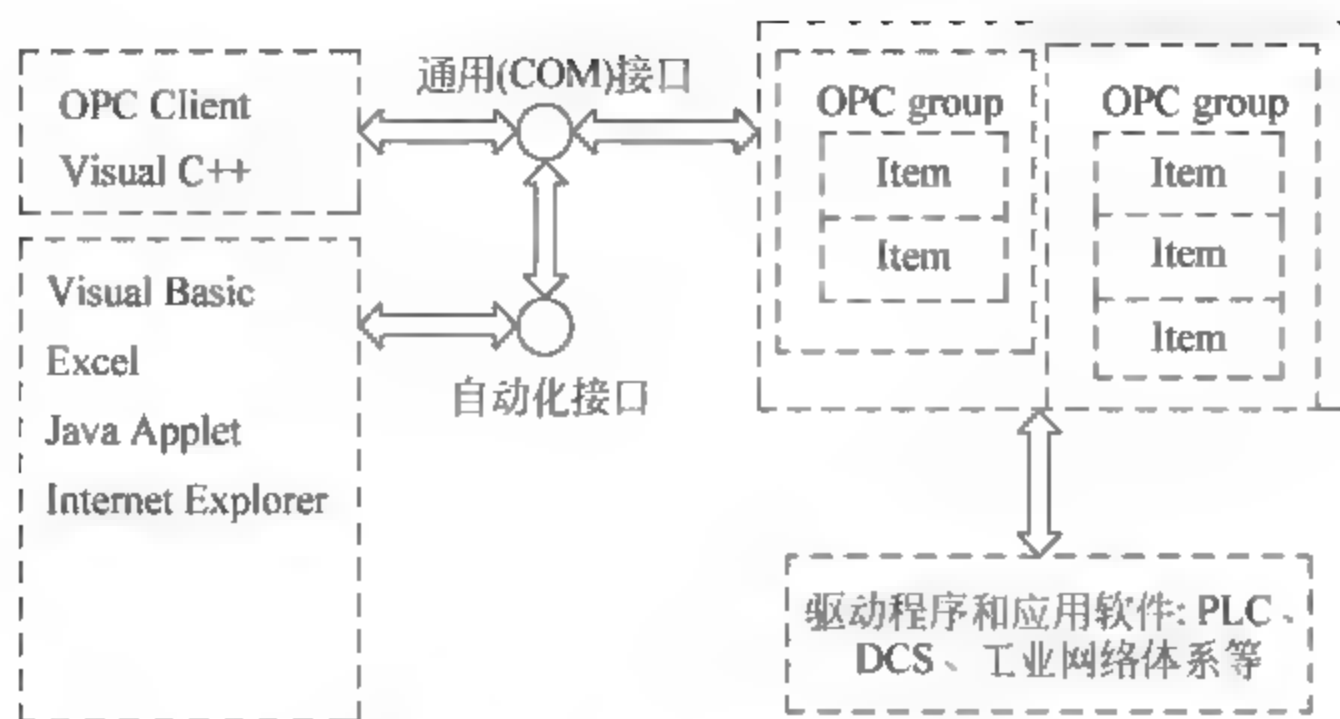 OPC Client
Visual C++
Visual Basic
Excel
Java Applet
Internet Explorer
通用(COM)接口
自动化接口
OPC group
Item
Item
OPC group
Item
Item
Item
驱动程序和应用软件: PLC、
DCS、工业网络体系等